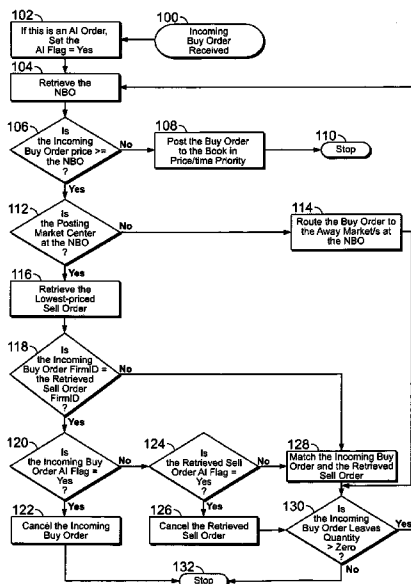 102
If this is an AI Order,
Set the
AI Flag = Yes
100
Incoming
Buy Order
Received
104
Retrieve the
NBO
106
Is
the Incoming
Buy Order price >=
the NBO
?
No
Yes
108
Post the Buy Order
to the Book in
Price/time Priority
110
Stop
112
Is
the Posting
Market Center
at the NBO
?
No
Yes
114
Route the Buy Order to
the Away Market/s at
the NBO
116
Retrieve the
Lowest-priced
Sell Order
118
Is
the Incoming
Buy Order FirmID =
the Retrieved
Sell Order
FirmID
?
No
Yes
120
Is
the Incoming Buy
Order AI Flag =
Yes
?
No
Yes
124
Is
the Retrieved Sell
Order AI Flag =
Yes
?
No
Yes
128
Match the Incoming Buy
Order and the Retrieved
Sell Order
122
Cancel the Incoming
Buy Order
126
Cancel the Retrieved
Sell Order
130
Is
the Incoming
Buy Order Leaves
Quantity
> Zero
?
Yes
No
132
Stop